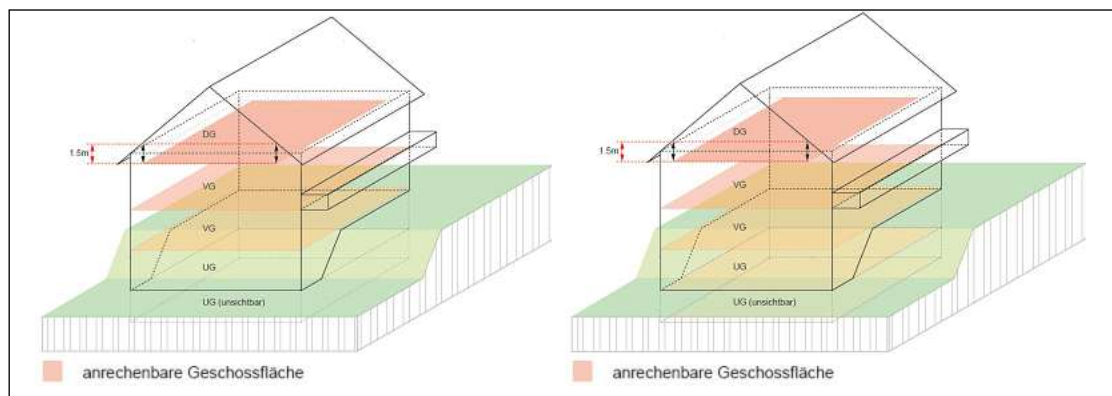 DG
1.5m
VG
VG
UG
UG (unsichtbar)
anrechenbare Geschossfläche
DG
1.5m
VG
VG
UG
UG (unsichtbar)
anrechenbare Geschossfläche